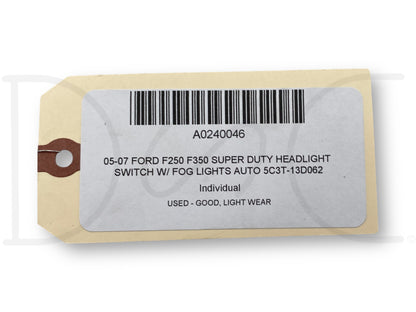 A0240046
05-07 FORD F250 F350 SUPER DUTY HEADLIGHT
SWITCH W/ FOG LIGHTS AUTO 5C3T-13D062
Individual
USED - GOOD, LIGHT WEAR